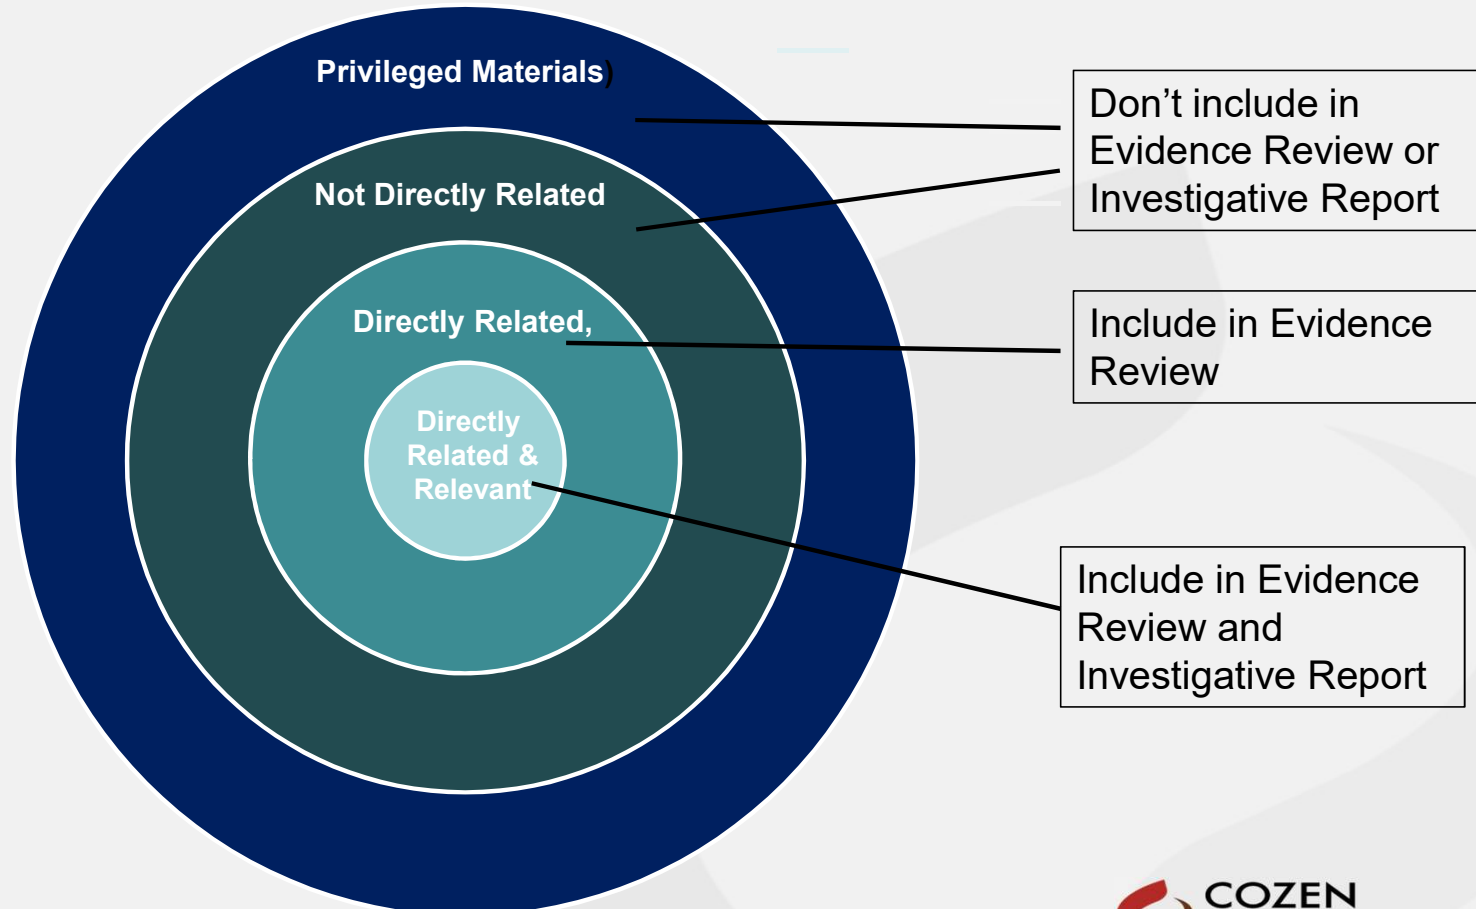 Privileged Materials)
Not Directly Related
Directly Related,
Directly
Related &
Relevant
Don’t include in
Evidence Review or
Investigative Report
Include in Evidence
Review
Include in Evidence
Review and
Investigative Report
COZEN